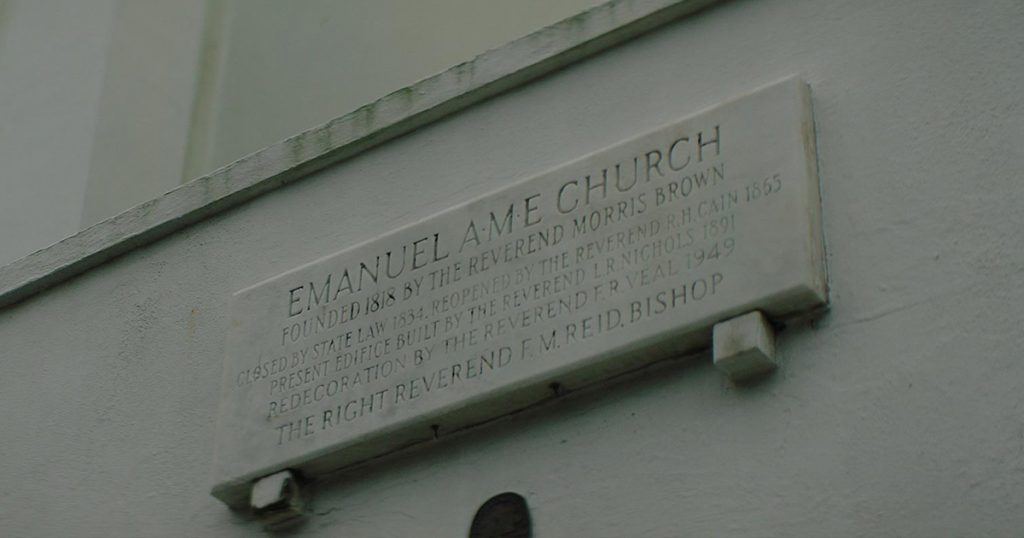 EMANUEL A·M·E CHURCH
FOUNDED 1818 BY THE REVEREND MORRIS BROWN
CLOSED BY STATE LAW 1834. REOPENED BY THE REVEREND R.H. CAIN 1865
PRESENT EDIFICE BUILT BY THE REVEREND L.R. NICHOLS 1891
REDECORATION BY THE REVEREND F.R. VEAL 1949
THE RIGHT REVEREND F.M. REID, BISHOP